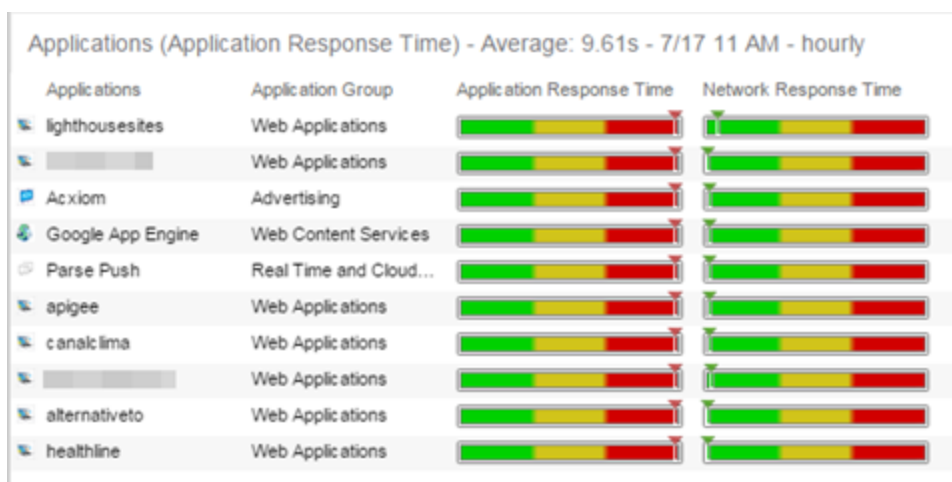 Applications (Application Response Time) - Average: 9.61s - 7/17 11 AM - hourly
Applications Application Group Application Response Time Network Response Time
lighthousesites Web Applications
Web Applications
Acxiom Advertising
Google App Engine Web Content Services
Parse Push Real Time and Cloud...
apigee Web Applications
canalclima Web Applications
Web Applications
alternativeto Web Applications
healthline Web Applications